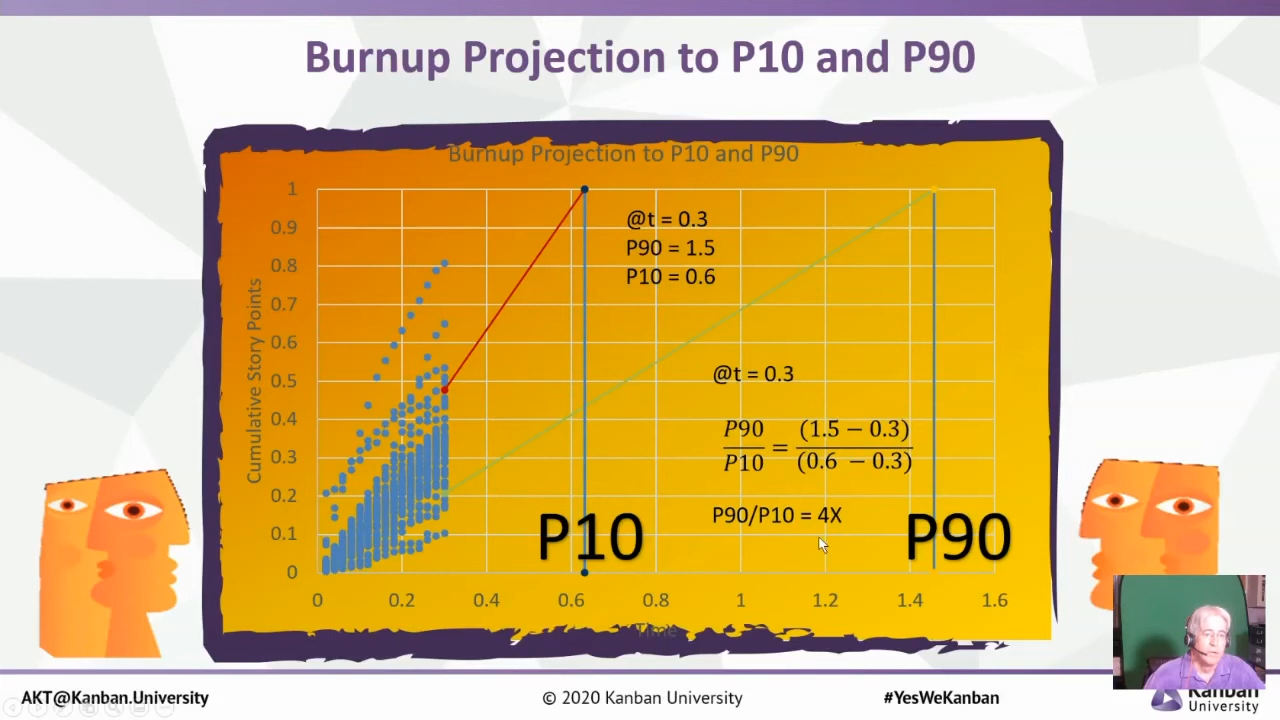 Burnup Projection to P10 and P90
Burnup Projection to P10 and P90
Cumulative Story Points
1
0.9
0.8
0.7
0.6
0.5
0.4
0.3
0.2
0.1
0
@t = 0.3
P90 = 1.5
P10 = 0.6
@t = 0.3
P90/P10 = (1.5 − 0.3)/(0.6 − 0.3)
P90/P10 = 4X
P10
P90
0 0.2 0.4 0.6 0.8 1 1.2 1.4 1.6
Time
AKT@Kanban.University
© 2020 Kanban University
#YesWeKanban
Kanban
University